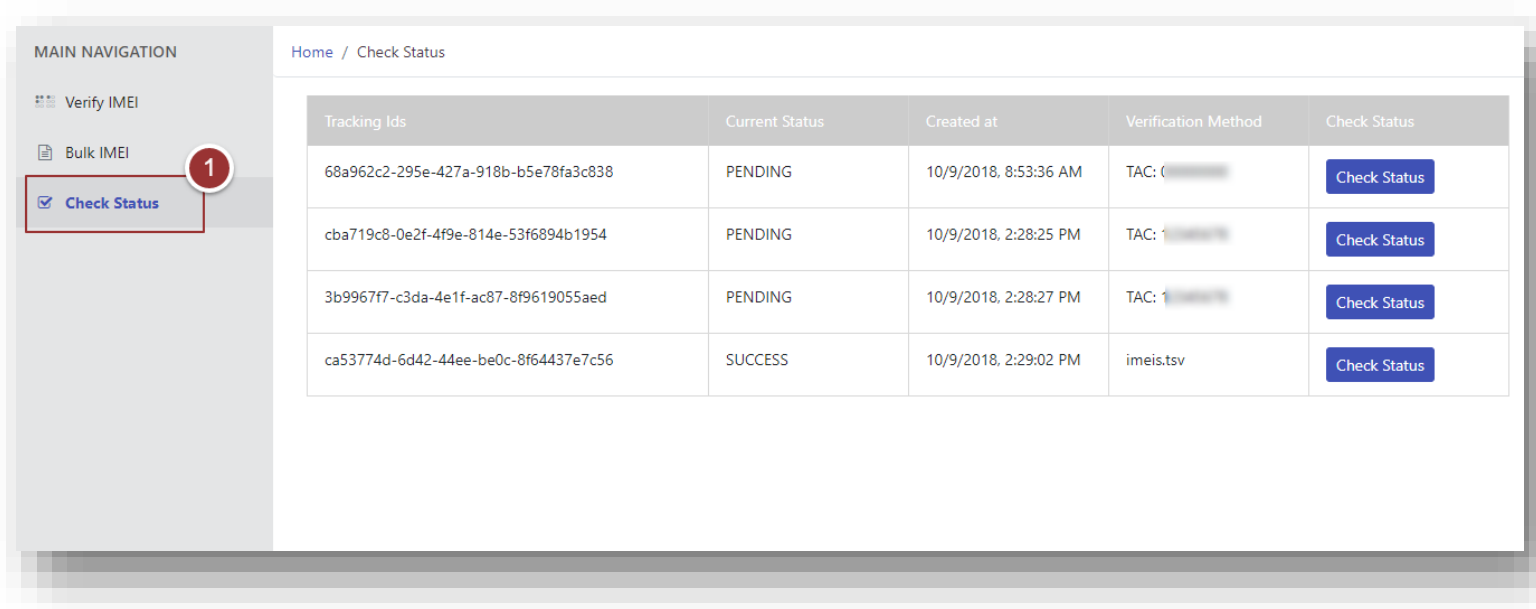 MAIN NAVIGATION
Home / Check Status
Verify IMEI
Bulk IMEI
1
Check Status
Tracking Ids Current Status Created at Verification Method Check Status
68a962c2-295e-427a-918b-b5e78fa3c838 PENDING 10/9/2018, 8:53:36 AM TAC: Check Status
cba719c8-0e2f-4f9e-814e-53f6894b1954 PENDING 10/9/2018, 2:28:25 PM TAC: Check Status
3b9967f7-c3da-4e1f-ac87-8f9619055aed PENDING 10/9/2018, 2:28:27 PM TAC: Check Status
ca53774d-6d42-44ee-be0c-8f64437e7c56 SUCCESS 10/9/2018, 2:29:02 PM imeis.tsv Check Status